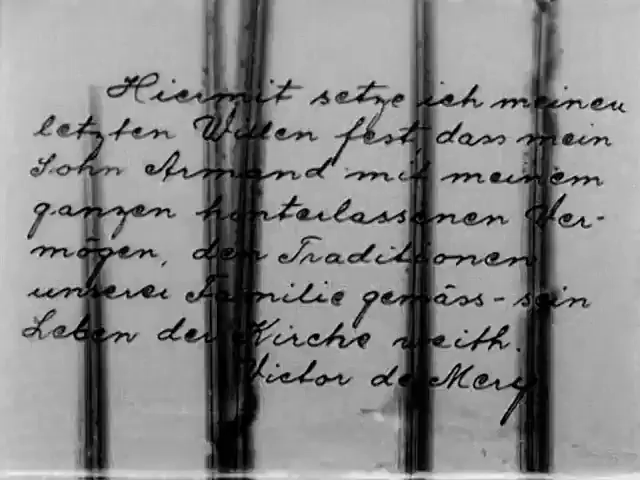 Hiermit setze ich meinen
letzten Willen fest, dass mein
Sohn Armand mit meinem
ganzen hinterlassenen Ver-
mögen, den Traditionen
unserer Familie gemäss - sein
Leben der Kirche weiht.
Victor de Mery